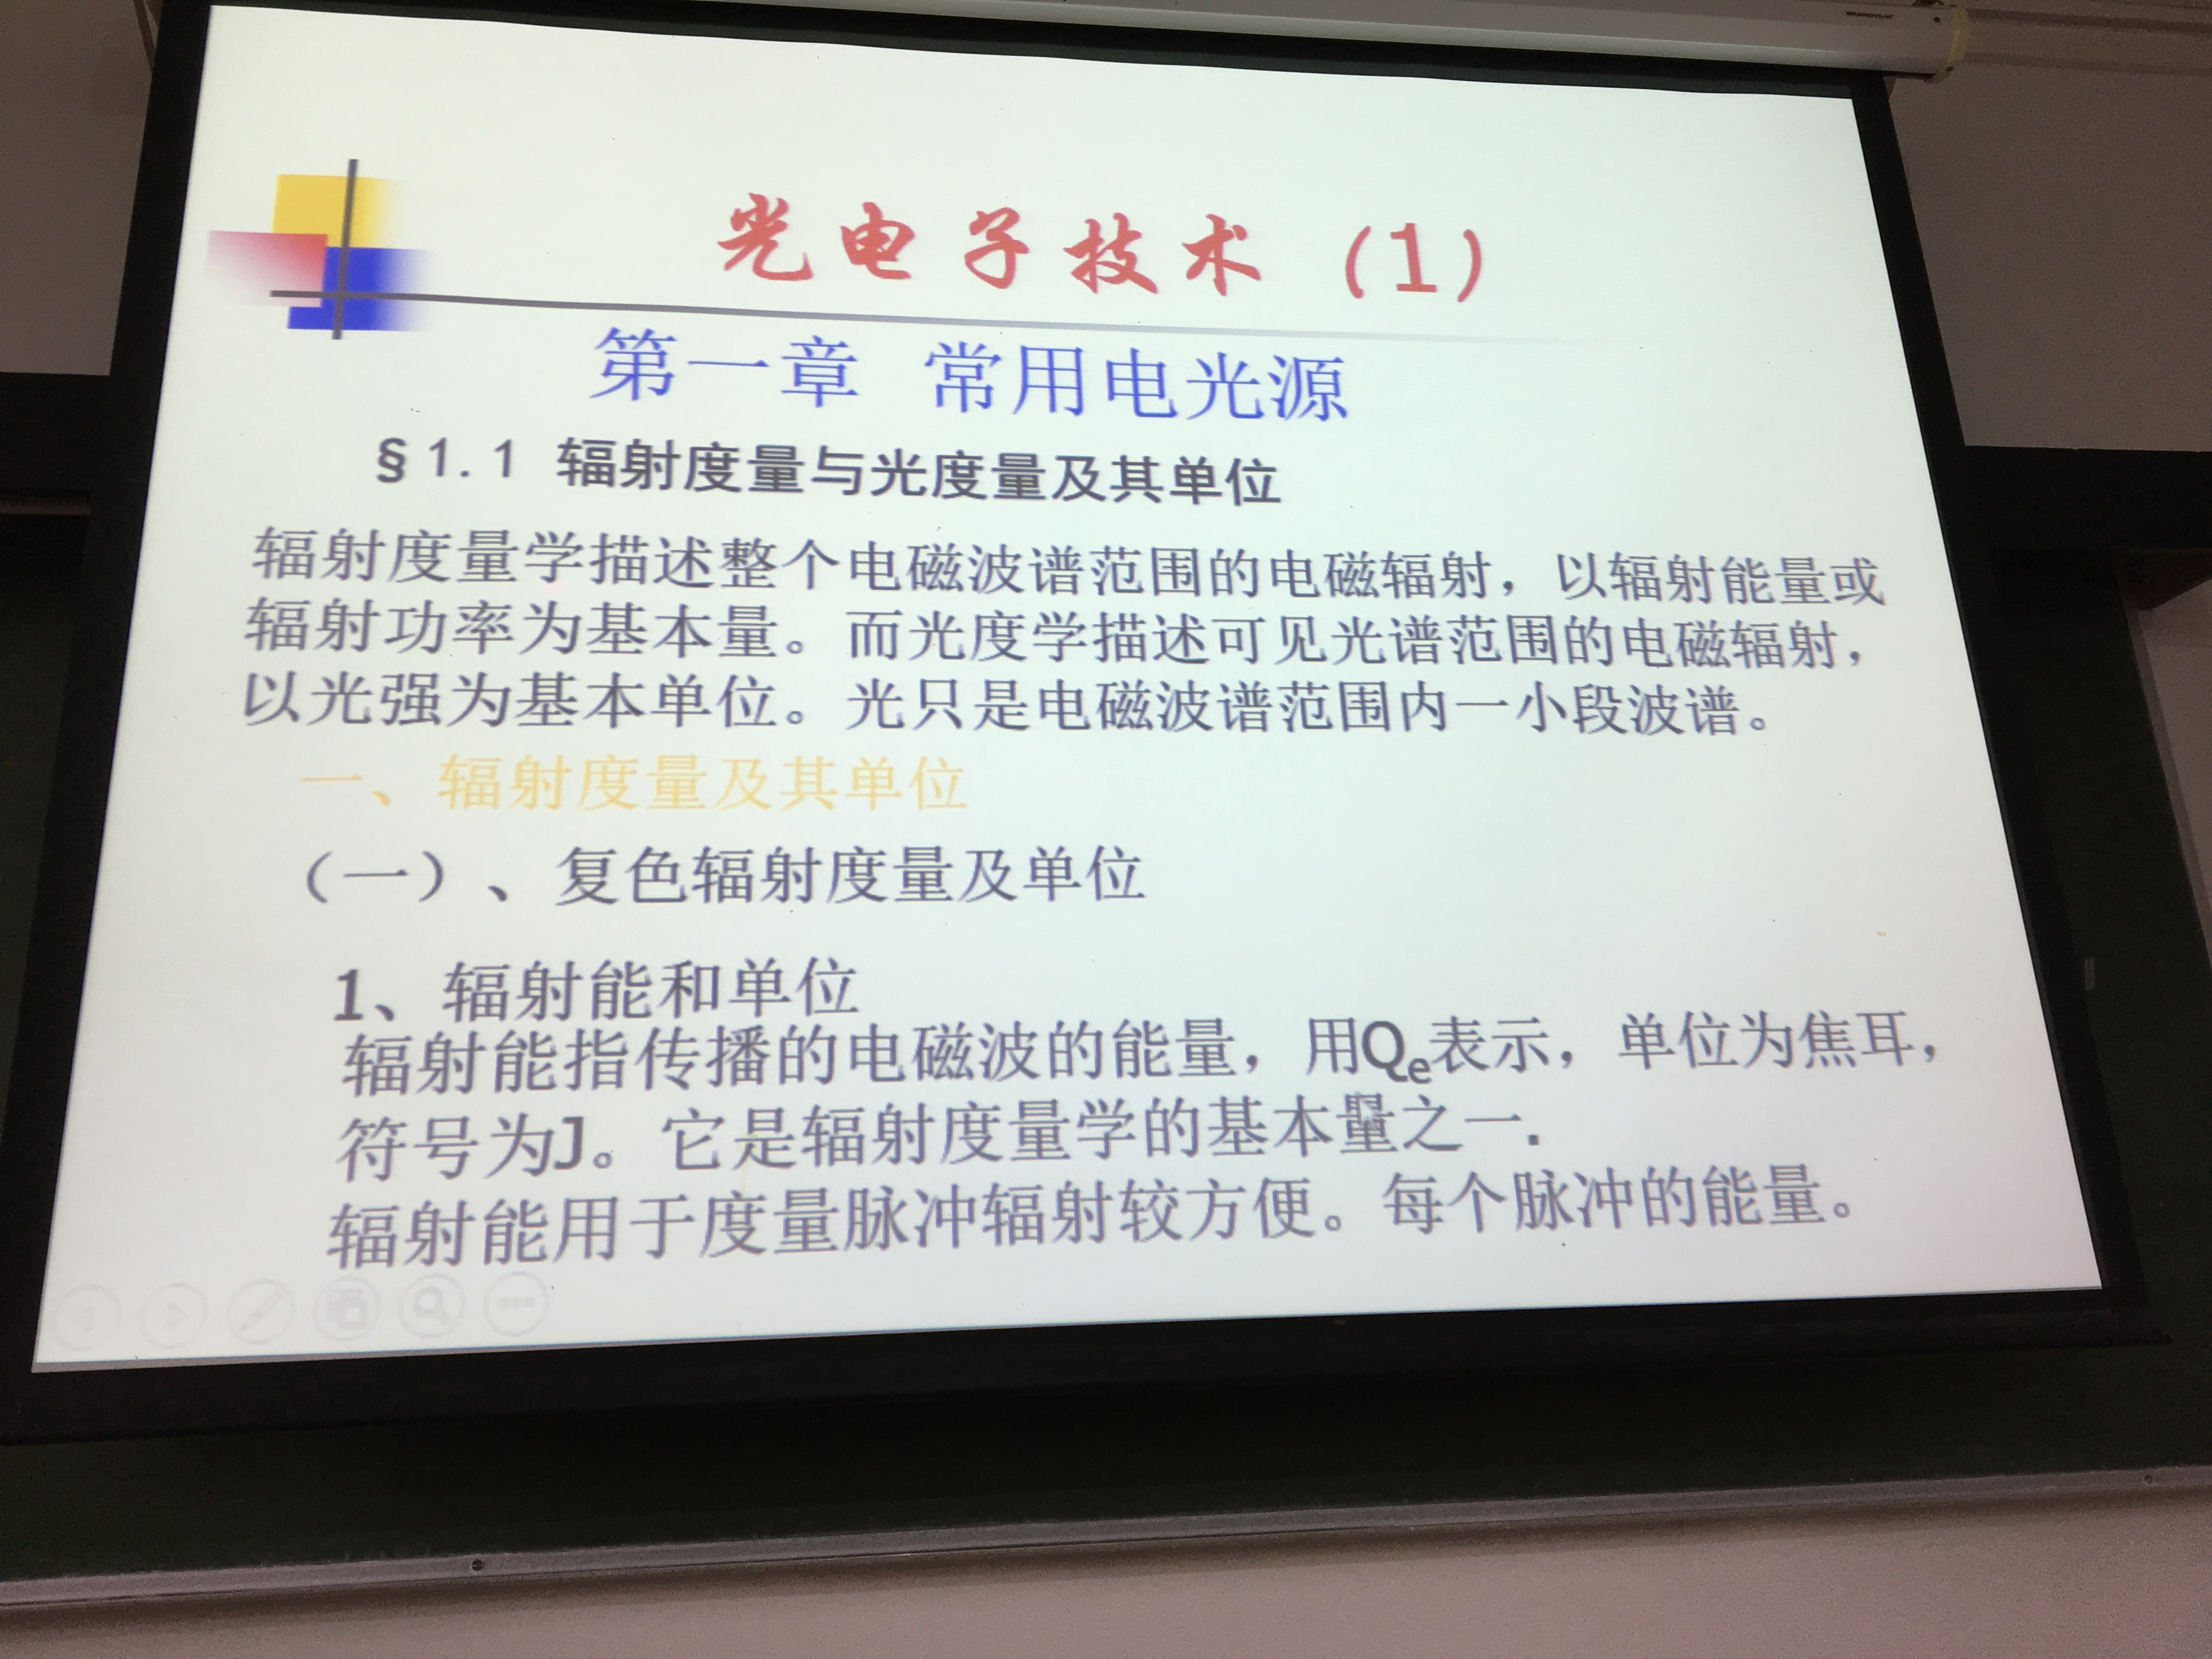 光电子技术（1）
第一章 常用电光源
§1.1 辐射度量与光度量及其单位
辐射度量学描述整个电磁波谱范围的电磁辐射，以辐射能量或
辐射功率为基本量。而光度学描述可见光谱范围的电磁辐射，
以光强为基本单位。光只是电磁波谱范围内一小段波谱。
一、辐射度量及其单位
（一）、复色辐射度量及单位
1、辐射能和单位
辐射能指传播的电磁波的能量，用Qe表示，单位为焦耳，
符号为J。它是辐射度量学的基本量之一.
辐射能用于度量脉冲辐射较方便。每个脉冲的能量。